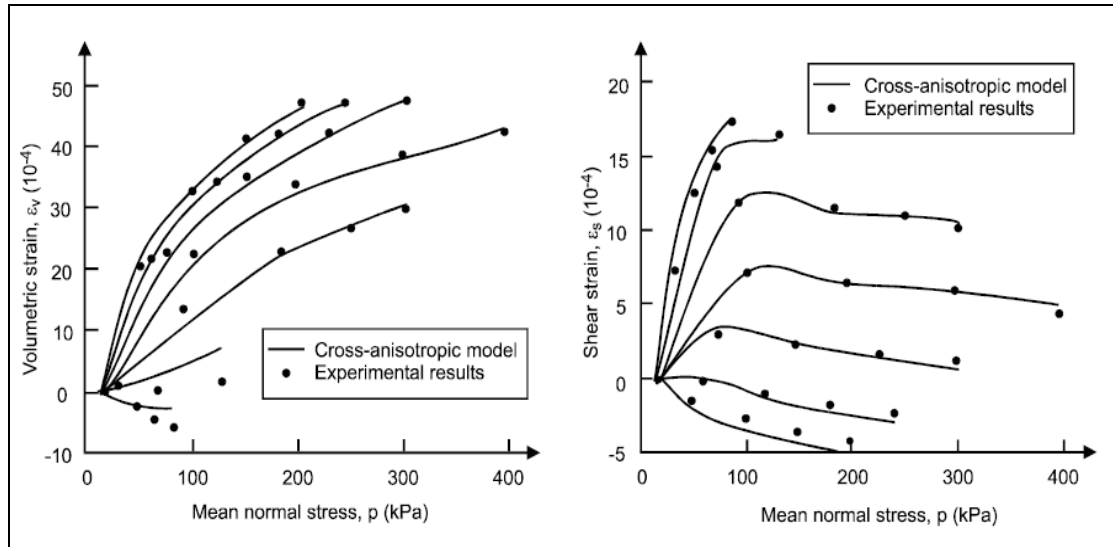 Volumetric strain, εv (10-4)
50
40
30
20
10
0
-10
0 100 200 300 400
Mean normal stress, p (kPa)
Cross-anisotropic model
Experimental results
Shear strain, εs (10-4)
20
15
10
5
0
-5
0 100 200 300 400
Mean normal stress, p (kPa)
Cross-anisotropic model
Experimental results